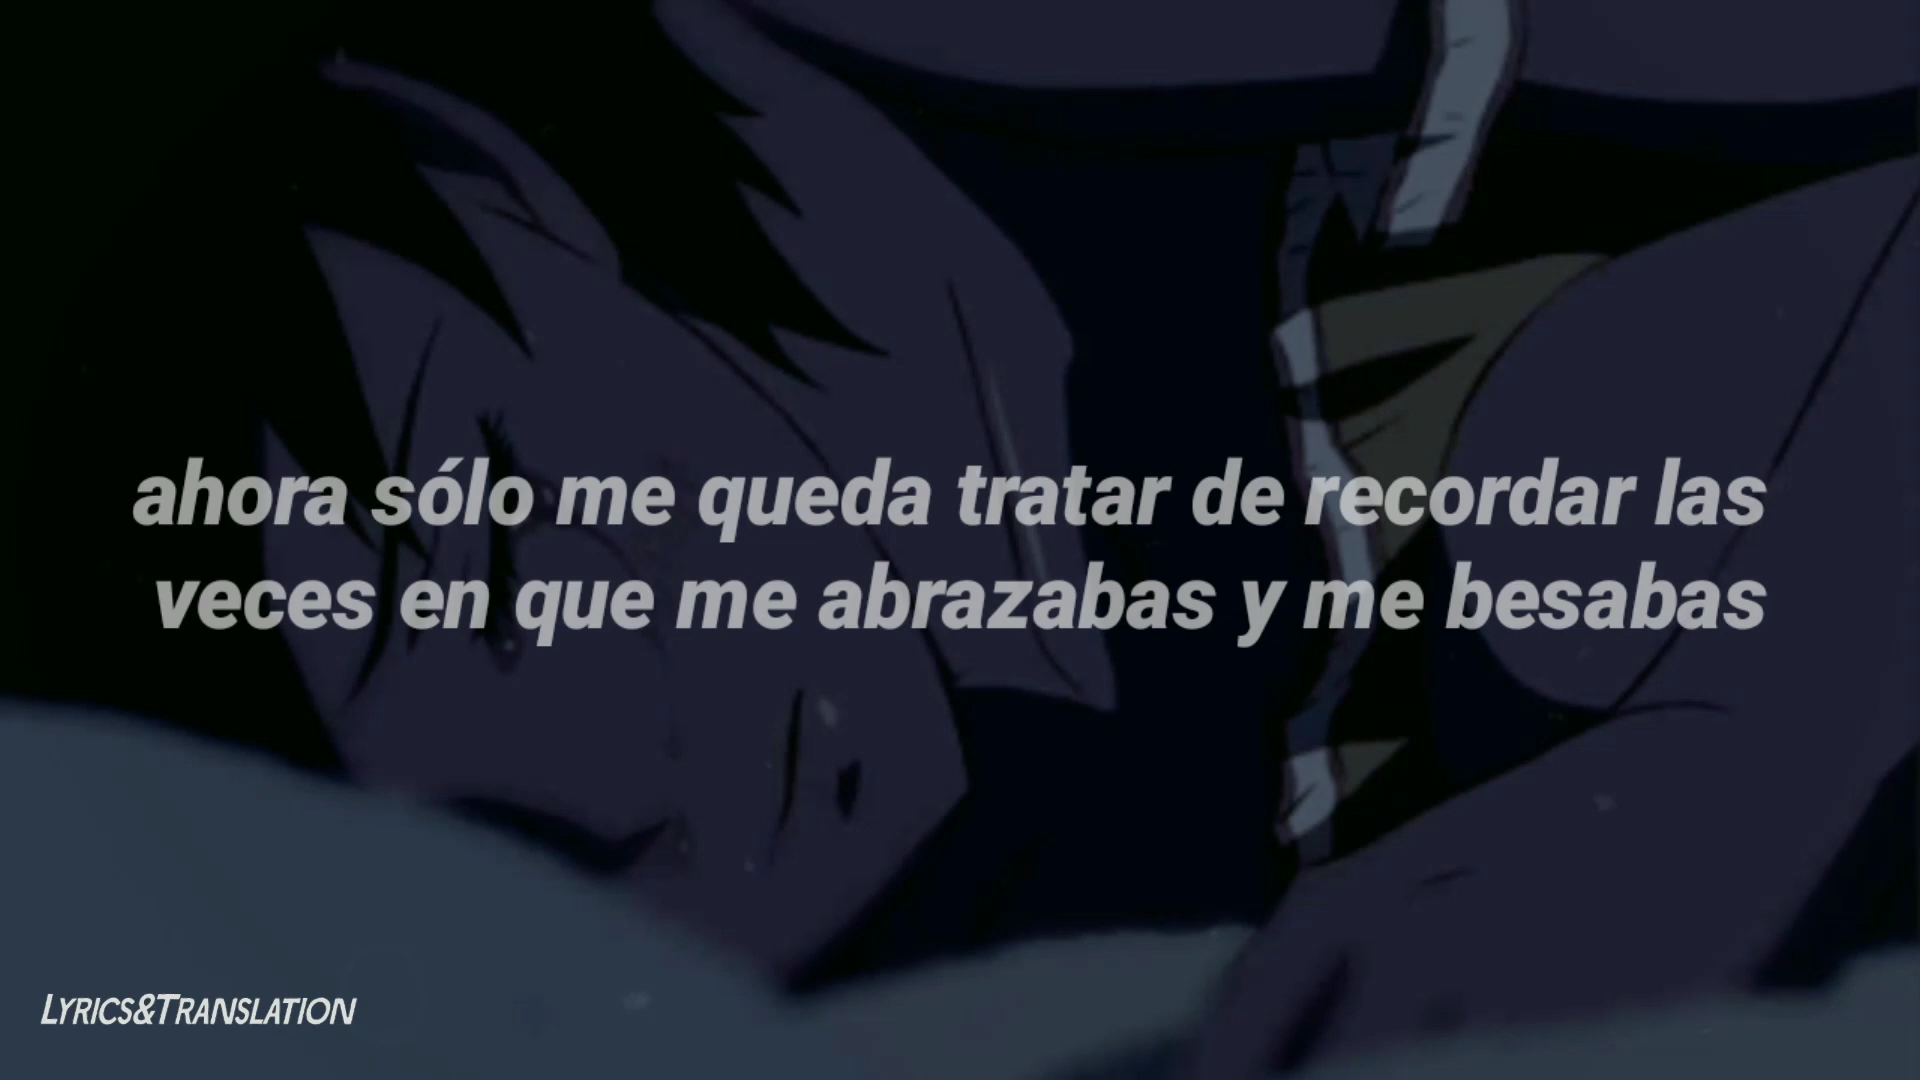 ahora sólo me queda tratar de recordar las
veces en que me abrazabas y me besabas
LYRICS&TRANSLATION